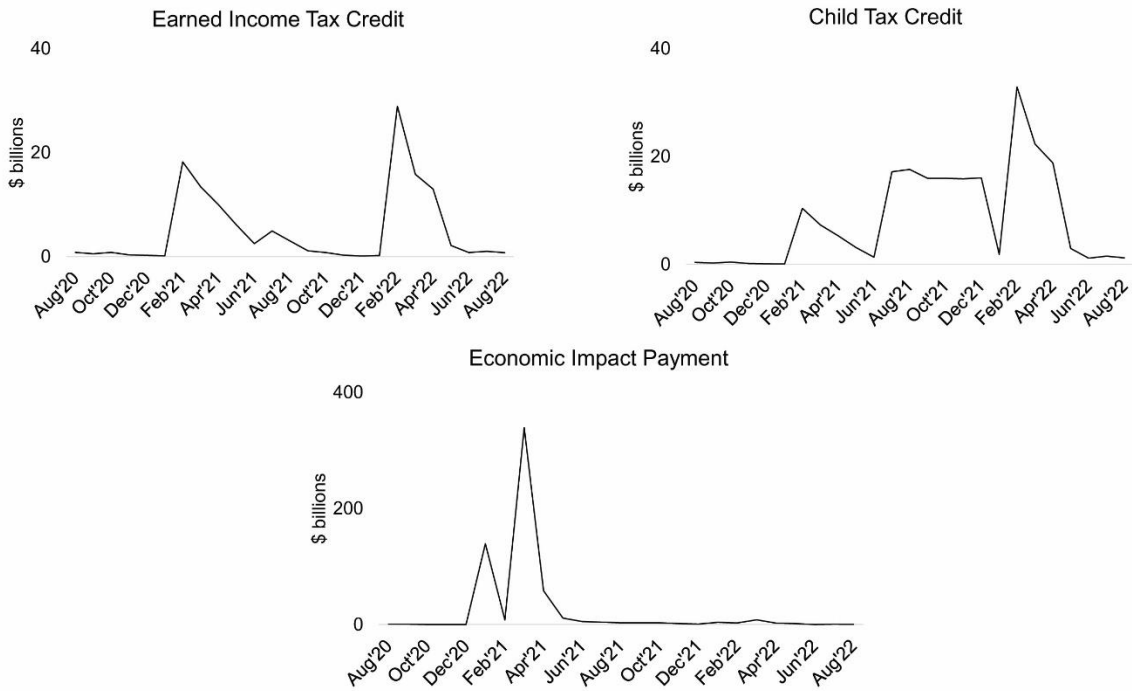 Earned Income Tax Credit
40
20
0
$ billions
Aug'20 Oct'20 Dec'20 Feb'21 Apr'21 Jun'21 Aug'21 Oct'21 Dec'21 Feb'22 Apr'22 Jun'22 Aug'22
Child Tax Credit
40
20
0
$ billions
Aug'20 Oct'20 Dec'20 Feb'21 Apr'21 Jun'21 Aug'21 Oct'21 Dec'21 Feb'22 Apr'22 Jun'22 Aug'22
Economic Impact Payment
400
200
0
$ billions
Aug'20 Oct'20 Dec'20 Feb'21 Apr'21 Jun'21 Aug'21 Oct'21 Dec'21 Feb'22 Apr'22 Jun'22 Aug'22